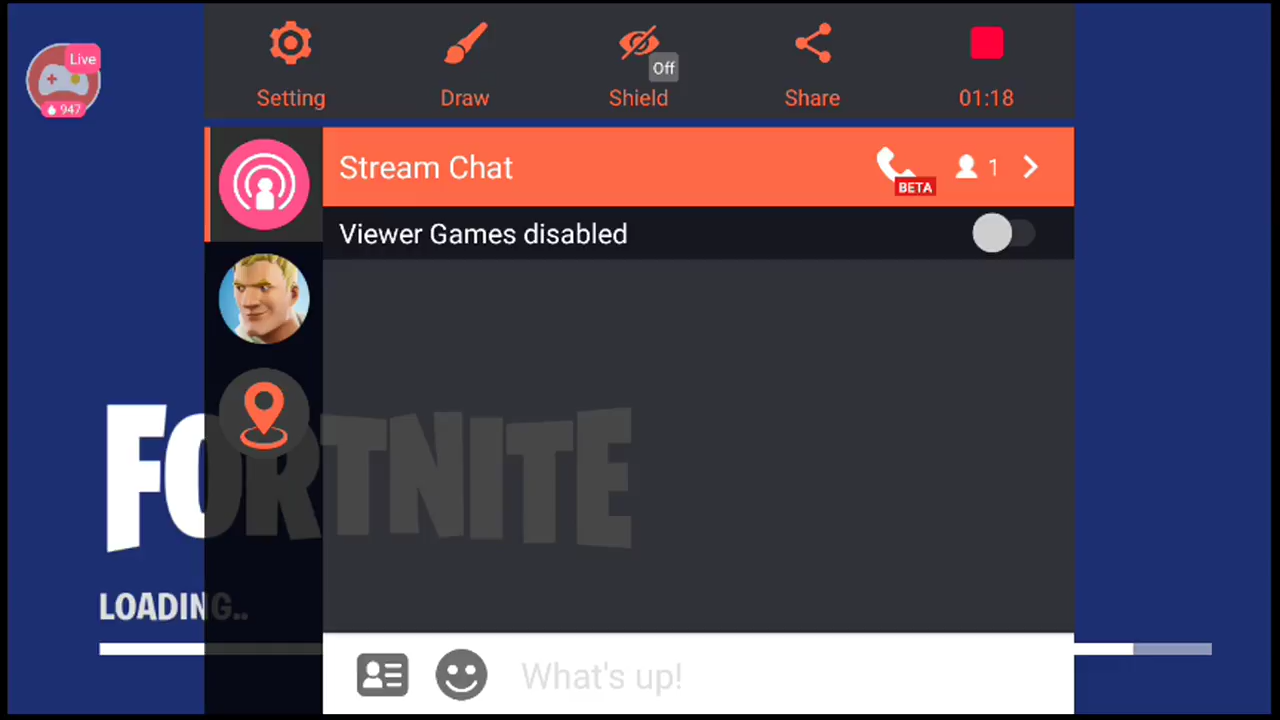 Live
947
Setting
Draw
Off
Shield
Share
01:18
Stream Chat
BETA
1
Viewer Games disabled
FORTNITE
LOADING..
What's up!